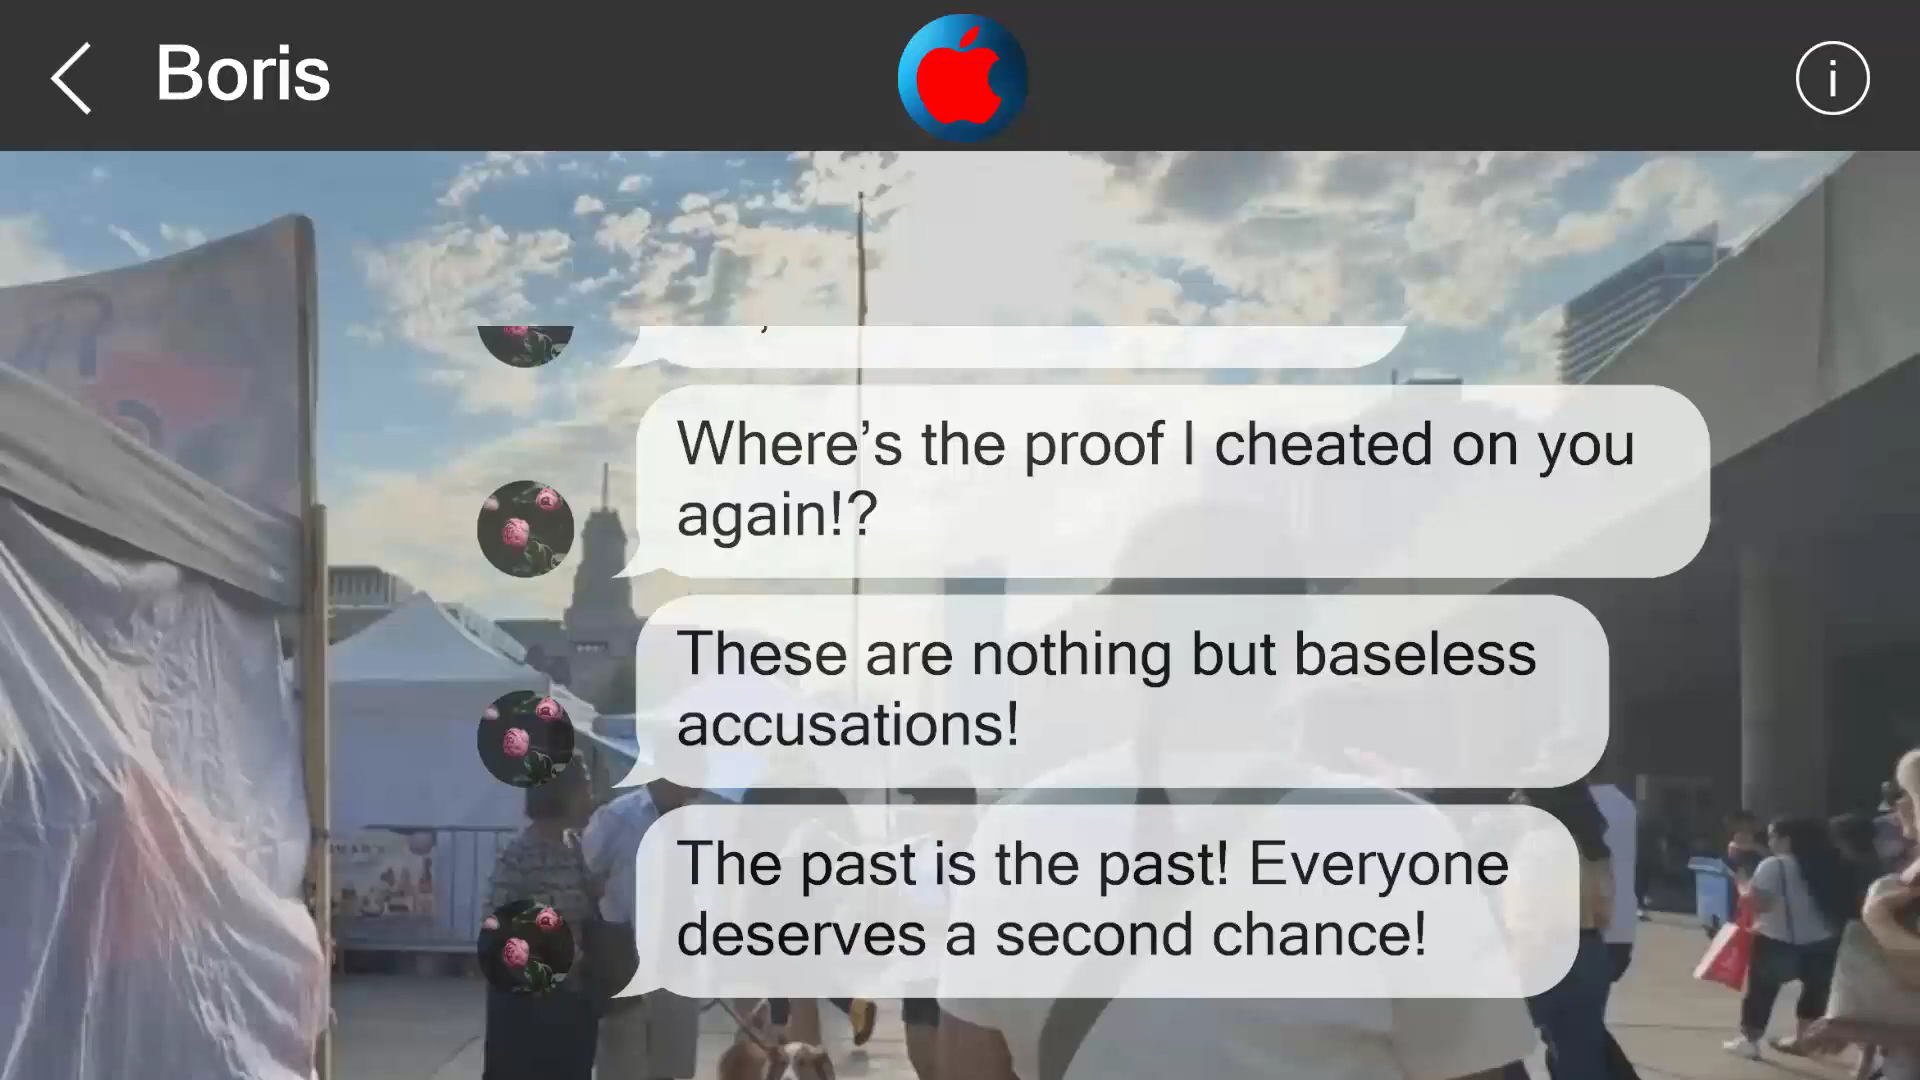 Boris
i
Where’s the proof I cheated on you
again!?
These are nothing but baseless
accusations!
The past is the past! Everyone
deserves a second chance!